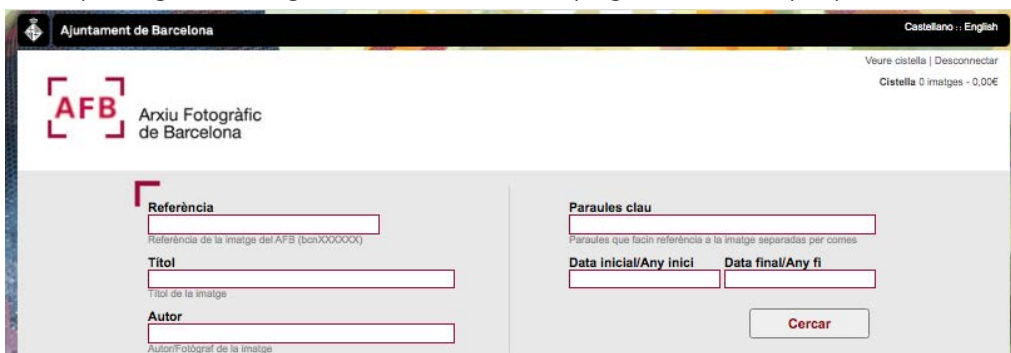 Ajuntament de Barcelona
Castellano :: English
Veure cistella | Desconnectar
Cistella 0 imatges - 0,00€
AFB
Arxiu Fotogràfic
de Barcelona
Referència
Referència de la imatge del AFB (bcnXXXXXX)
Títol
Títol de la imatge
Autor
Autor/Fotògraf de la imatge
Paraules clau
Paraules que facin referència a la imatge separadas per comes
Data inicial/Any inici Data final/Any fi
Cercar